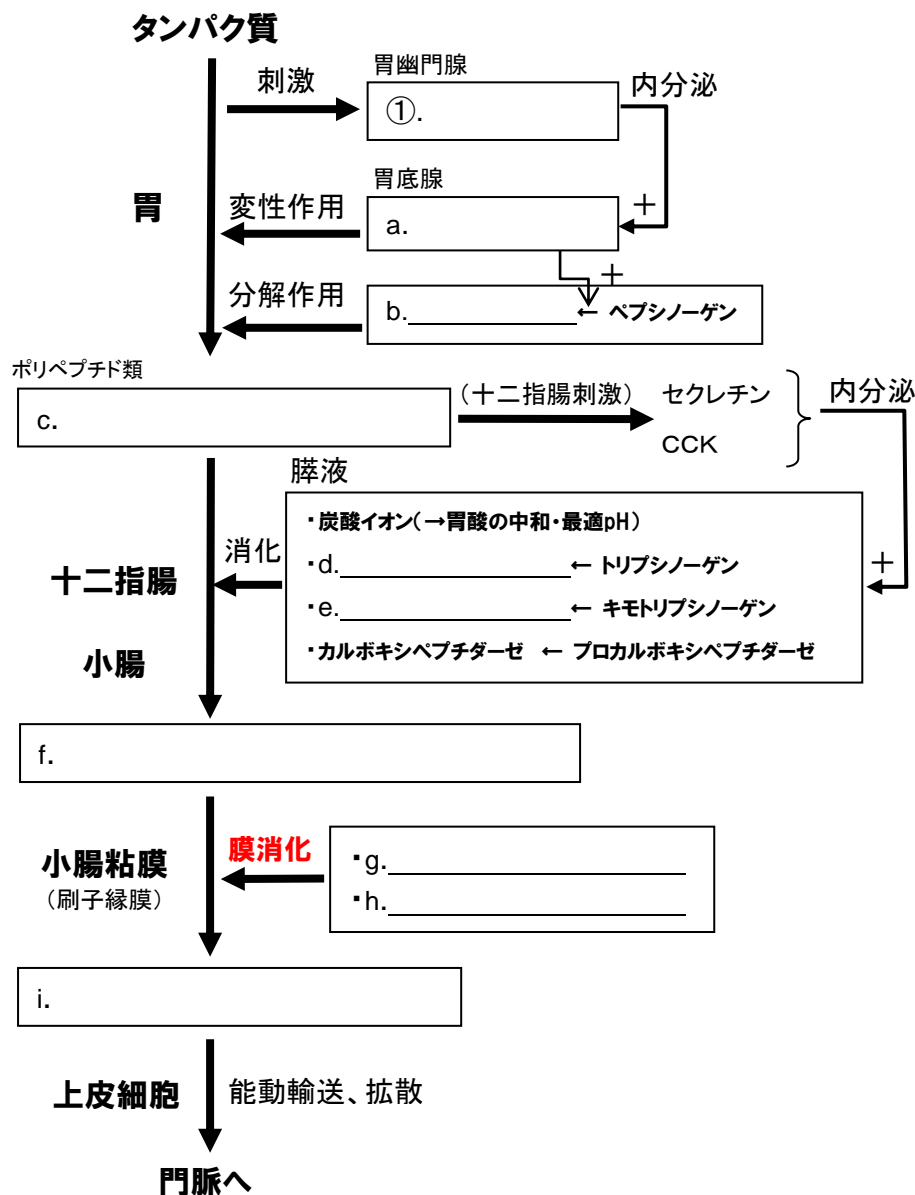 タンパク質
刺激
胃幽門腺
①.
内分泌
胃
変性作用
胃底腺
a.
＋
＋
分解作用
b.____________← ペプシノーゲン
ポリペプチド類
c.
(十二指腸刺激)
セクレチン
CCK
内分泌
膵液
・炭酸イオン(→胃酸の中和・最適pH)
消化
・d.________________← トリプシノーゲン
十二指腸
＋
・e.________________← キモトリプシノーゲン
小腸
・カルボキシペプチダーゼ ← プロカルボキシペプチダーゼ
f.
小腸粘膜
(刷子縁膜)
膜消化
・g.____________________
・h.____________________
i.
上皮細胞
能動輸送、拡散
門脈へ